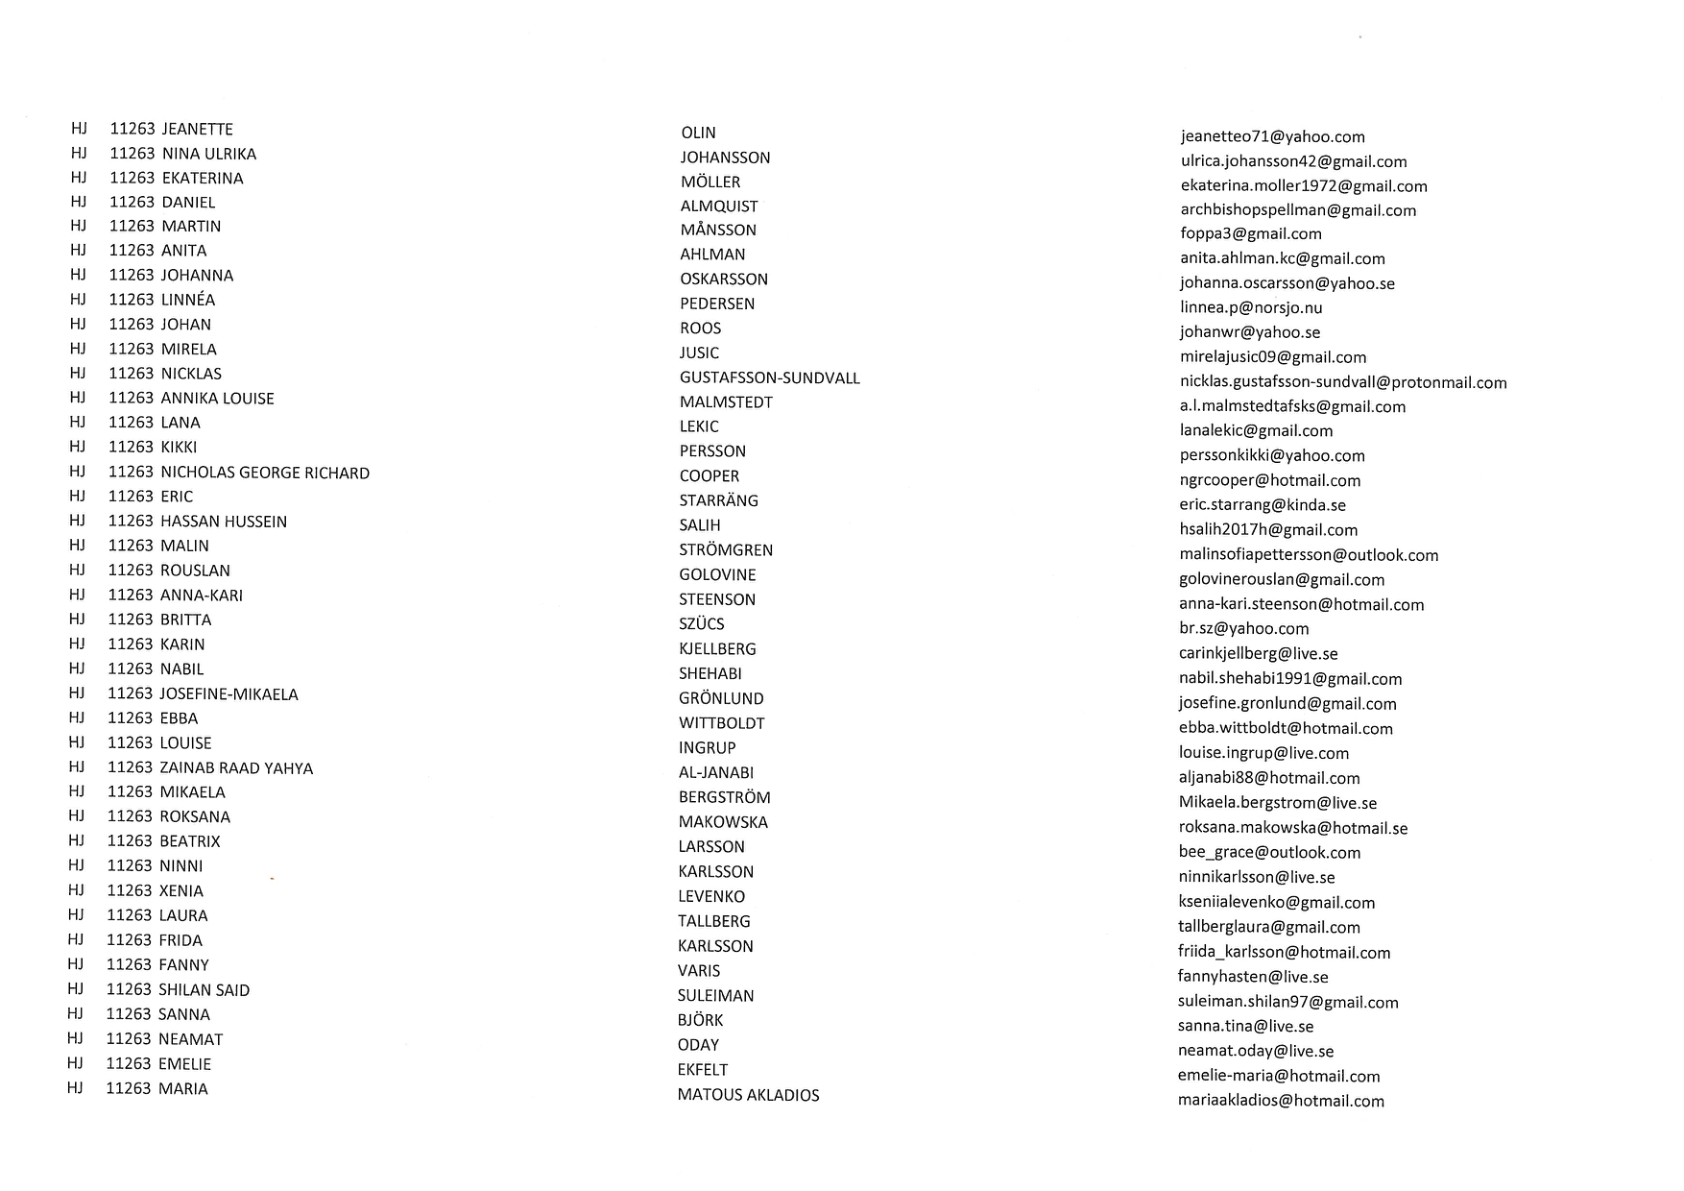 HJ 11263 JEANETTE OLIN jeanetteo71@yahoo.com
HJ 11263 NINA ULRIKA JOHANSSON ulrica.johansson42@gmail.com
HJ 11263 EKATERINA MÖLLER ekaterina.moller1972@gmail.com
HJ 11263 DANIEL ALMQUIST archbishopspellman@gmail.com
HJ 11263 MARTIN MÅNSSON foppa3@gmail.com
HJ 11263 ANITA AHLMAN anita.ahlman.kc@gmail.com
HJ 11263 JOHANNA OSKARSSON johanna.oscarsson@yahoo.se
HJ 11263 LINNÉA PEDERSEN linnea.p@norsjo.nu
HJ 11263 JOHAN ROOS johanwr@yahoo.se
HJ 11263 MIRELA JUSIC mirelajusic09@gmail.com
HJ 11263 NICKLAS GUSTAFSSON-SUNDVALL nicklas.gustafsson-sundvall@protonmail.com
HJ 11263 ANNIKA LOUISE MALMSTEDT a.l.malmstedtafsks@gmail.com
HJ 11263 LANA LEKIC lanalekic@gmail.com
HJ 11263 KIKKI PERSSON perssonkikki@yahoo.com
HJ 11263 NICHOLAS GEORGE RICHARD COOPER ngrcooper@hotmail.com
HJ 11263 ERIC STARRÄNG eric.starrang@kinda.se
HJ 11263 HASSAN HUSSEIN SALIH hsalih2017h@gmail.com
HJ 11263 MALIN STRÖMGREN malinsofiapettersson@outlook.com
HJ 11263 ROUSLAN GOLOVINE golovinerouslan@gmail.com
HJ 11263 ANNA-KARI STEENSON anna-kari.steenson@hotmail.com
HJ 11263 BRITTA SZÜCS br.sz@yahoo.com
HJ 11263 KARIN KJELLBERG carinkjellberg@live.se
HJ 11263 NABIL SHEHABI nabil.shehabi1991@gmail.com
HJ 11263 JOSEFINE-MIKAELA GRÖNLUND josefine.gronlund@gmail.com
HJ 11263 EBBA WITTBOLDT ebba.wittboldt@hotmail.com
HJ 11263 LOUISE INGRUP louise.ingrup@live.com
HJ 11263 ZAINAB RAAD YAHYA AL-JANABI aljanabi88@hotmail.com
HJ 11263 MIKAELA BERGSTRÖM Mikaela.bergstrom@live.se
HJ 11263 ROKSANA MAKOWSKA roksana.makowska@hotmail.se
HJ 11263 BEATRIX LARSSON bee_grace@outlook.com
HJ 11263 NINNI KARLSSON ninnikarlsson@live.se
HJ 11263 XENIA LEVENKO kseniialevenko@gmail.com
HJ 11263 LAURA TALLBERG tallberglaura@gmail.com
HJ 11263 FRIDA KARLSSON friida_karlsson@hotmail.com
HJ 11263 FANNY VARIS fannyhasten@live.se
HJ 11263 SHILAN SAID SULEIMAN suleiman.shilan97@gmail.com
HJ 11263 SANNA BJÖRK sanna.tina@live.se
HJ 11263 NEAMAT ODAY neamat.oday@live.se
HJ 11263 EMELIE EKFELT emelie-maria@hotmail.com
HJ 11263 MARIA MATOUS AKLADIOS mariaakladios@hotmail.com